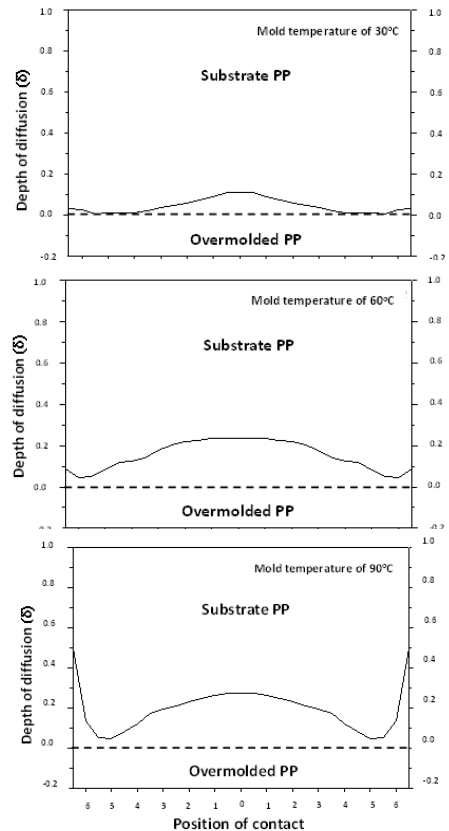 1.0 1.0
Mold temperature of 30°C
0.8 0.8
Substrate PP
0.6 0.6
Depth of diffusion (δ)
0.4 0.4
0.2 0.2
0.0 0.0
Overmolded PP
-0.2 -0.2
1.0 1.0
Mold temperature of 60°C
0.8 0.8
Substrate PP
0.6 0.6
Depth of diffusion (δ)
0.4 0.4
0.2 0.2
0.0 0.0
Overmolded PP
-0.2 -0.2
1.0 1.0
Mold temperature of 90°C
0.8 0.8
Substrate PP
0.6 0.6
Depth of diffusion (δ)
0.4 0.4
0.2 0.2
0.0 0.0
Overmolded PP
-0.2 -0.2
6 5 4 3 2 1 0 1 2 3 4 5 6
Position of contact